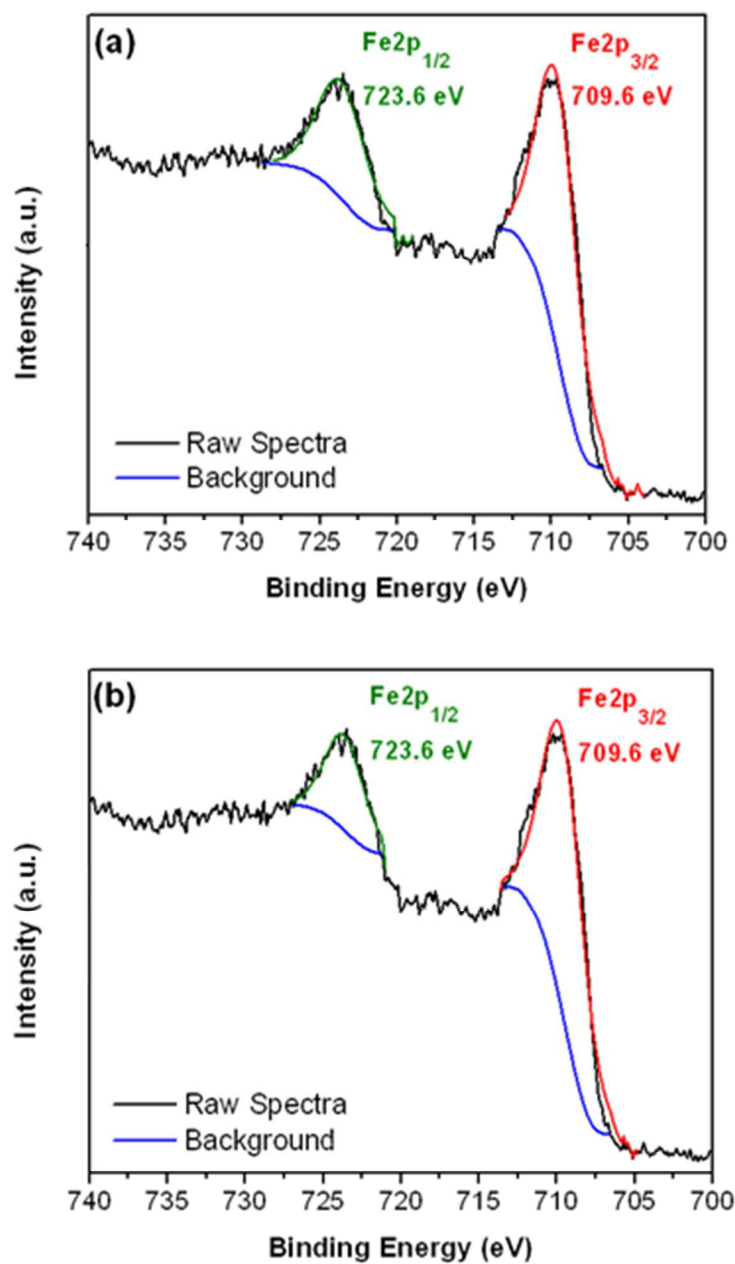 (a)
Fe2p1/2
723.6 eV
Fe2p3/2
709.6 eV
Intensity (a.u.)
Raw Spectra
Background
740 735 730 725 720 715 710 705 700
Binding Energy (eV)
(b)
Fe2p1/2
723.6 eV
Fe2p3/2
709.6 eV
Intensity (a.u.)
Raw Spectra
Background
740 735 730 725 720 715 710 705 700
Binding Energy (eV)